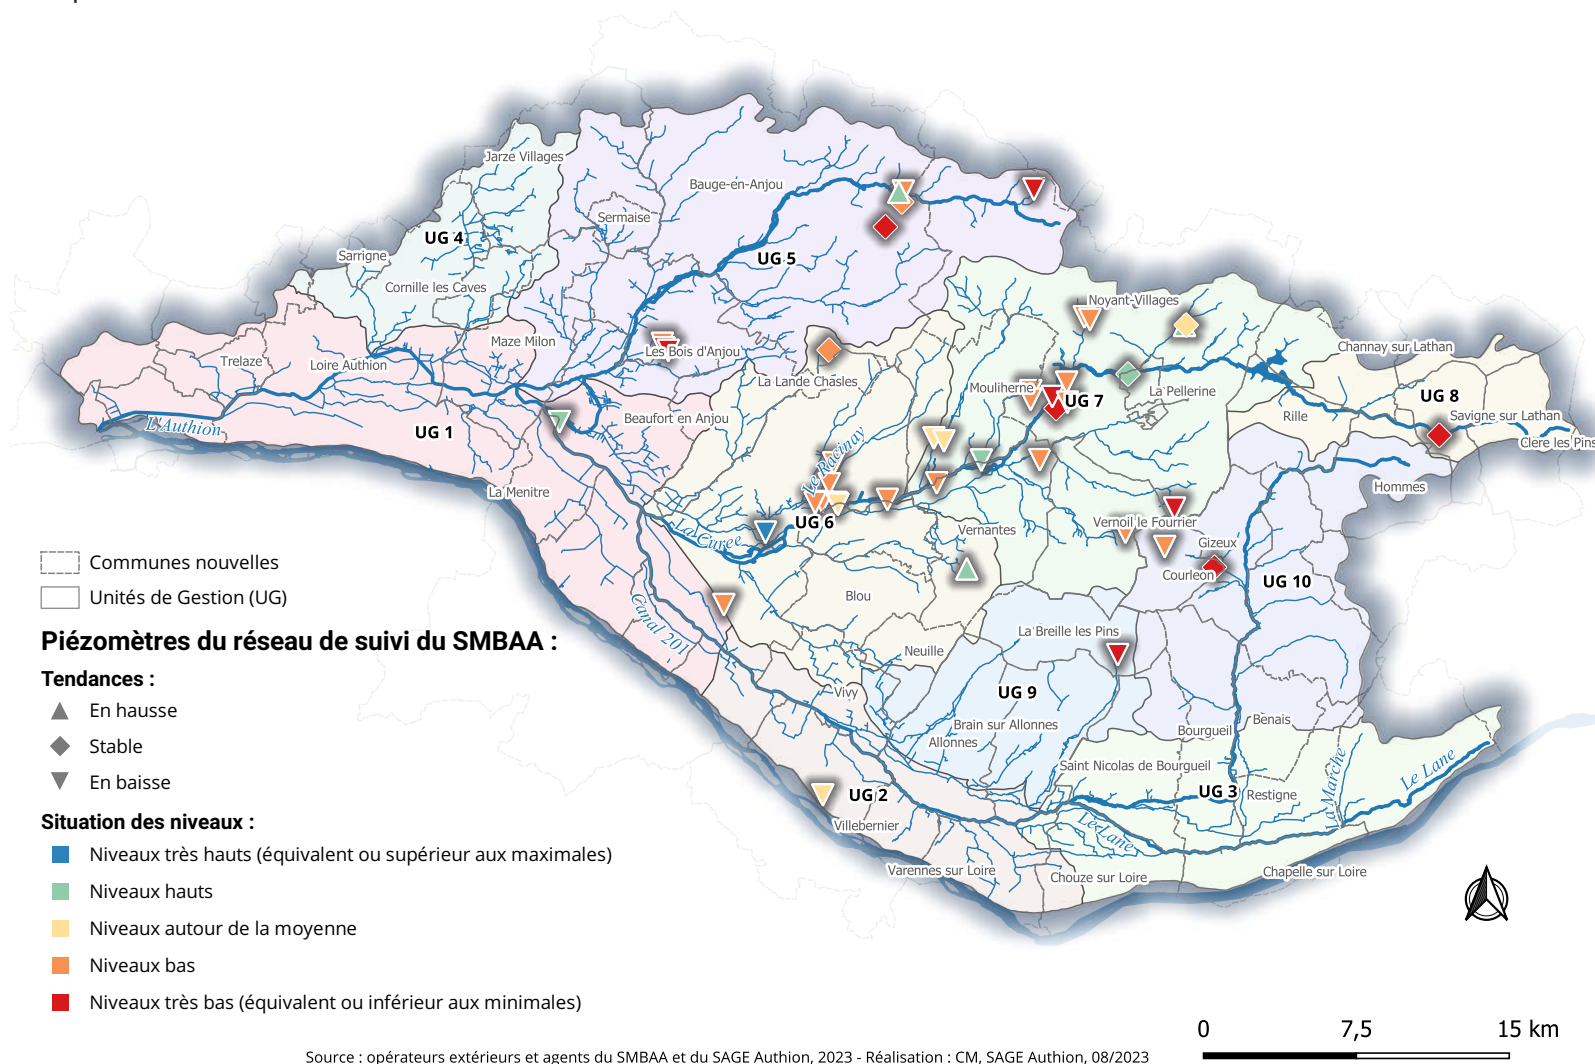 Jarze Villages
Bauge-en-Anjou
Sermaise
UG 4
Sarrigne
UG 5
Cornille les Caves
Noyant-Villages
Maze Milon
Les Bois d'Anjou
Channay sur Lathan
Trelaze
Loire Authion
La Lande Chasles
Mouliherne
La Pellerine
UG 7
UG 8
Beaufort en Anjou
Rille
Savigne sur Lathan
L'Authion
UG 1
Clere les Pins
Le Racinay
La Menitre
Hommes
UG 6
Vernantes
Vernoil le Fourrier
La Curee
Gizeux
Courleon
UG 10
Blou
Canal 201
La Breille les Pins
Neuille
Vivy
UG 9
Brain sur Allonnes
Allonnes
Benais
Bourgueil
Saint Nicolas de Bourgueil
La Marche
Le Lane
UG 2
UG 3
Restigne
Villebernier
Le Lane
Varennes sur Loire
Chouze sur Loire
Chapelle sur Loire
Communes nouvelles
Unités de Gestion (UG)
Piézomètres du réseau de suivi du SMBAA :
Tendances :
En hausse
Stable
En baisse
Situation des niveaux :
Niveaux très hauts (équivalent ou supérieur aux maximales)
Niveaux hauts
Niveaux autour de la moyenne
Niveaux bas
Niveaux très bas (équivalent ou inférieur aux minimales)
0 7,5 15 km
Source : opérateurs extérieurs et agents du SMBAA et du SAGE Authion, 2023 - Réalisation : CM, SAGE Authion, 08/2023